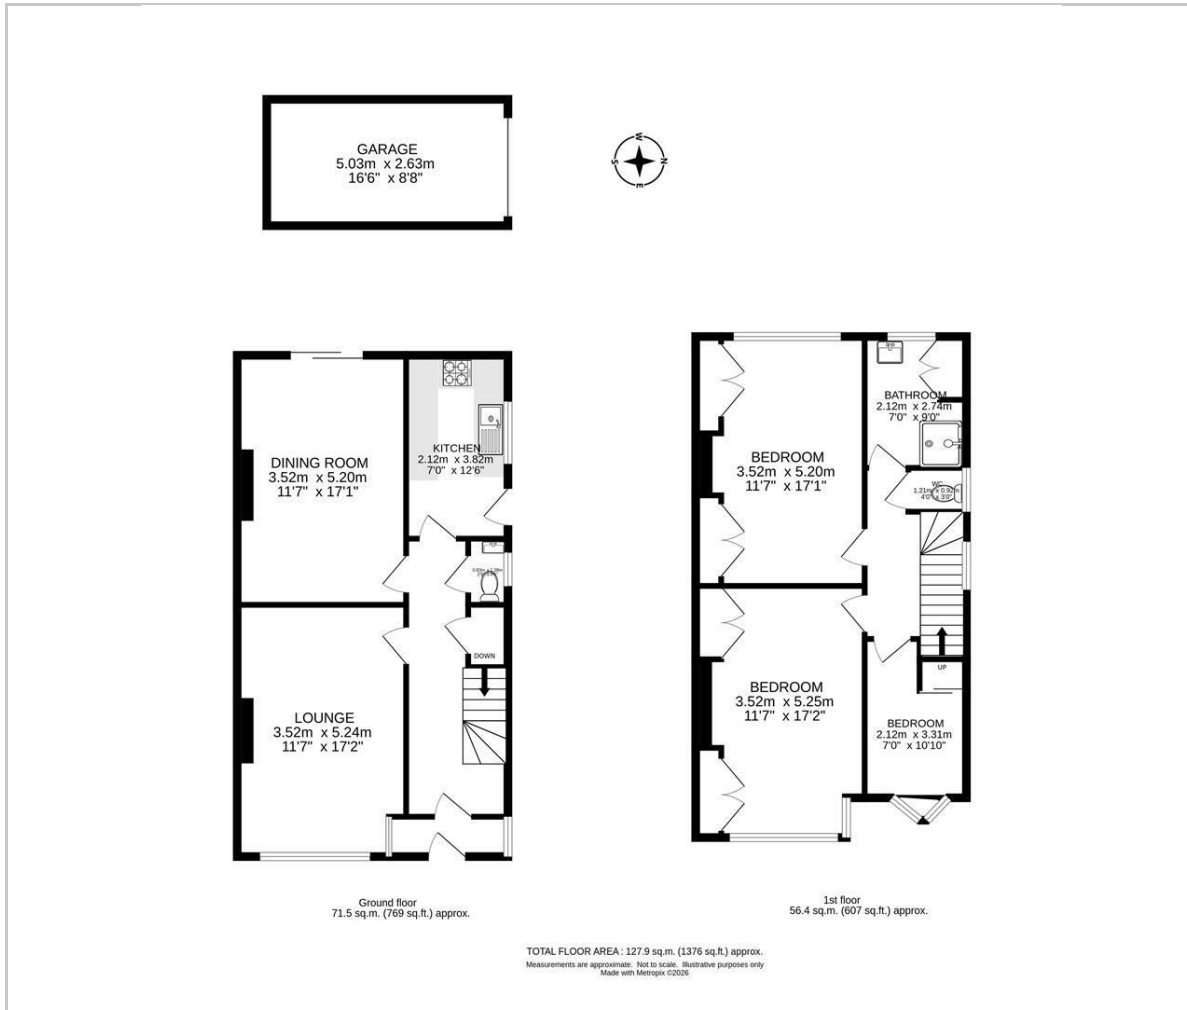 GARAGE
5.03m x 2.63m
16'6" x 8'8"
W
N
S
E
DINING ROOM
3.52m x 5.20m
11'7" x 17'1"
KITCHEN
2.12m x 3.82m
7'0" x 12'6"
DOWN
LOUNGE
3.52m x 5.24m
11'7" x 17'2"
Ground floor
71.5 sq.m. (769 sq.ft.) approx.
BEDROOM
3.52m x 5.20m
11'7" x 17'1"
BATHROOM
2.12m x 2.74m
7'0" x 9'0"
WC
1.21m x 0.92m
4'0" x 3'0"
UP
BEDROOM
3.52m x 5.25m
11'7" x 17'2"
BEDROOM
2.12m x 3.31m
7'0" x 10'10"
1st floor
56.4 sq.m. (607 sq.ft.) approx.
TOTAL FLOOR AREA : 127.9 sq.m. (1376 sq.ft.) approx.
Measurements are approximate. Not to scale. Illustrative purposes only
Made with Metropix ©2026